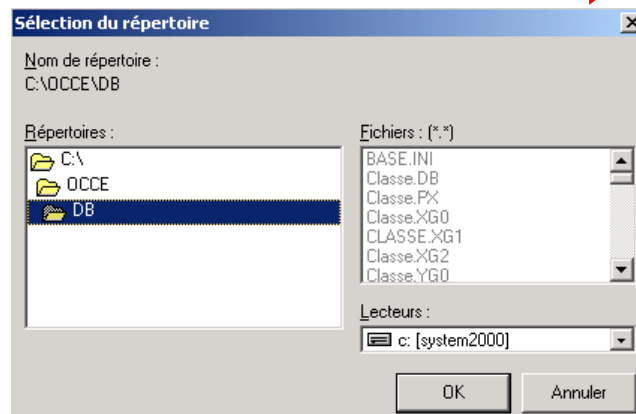 Sélection du répertoire
Nom de répertoire :
C:\OCCE\DB
Répertoires :
C:\
OCCE
DB
Fichiers : (*.*)
BASE.INI
Classe.DB
Classe.PX
Classe.XG0
CLASSE.XG1
Classe.XG2
Classe.YG0
Lecteurs :
c: [system2000]
OK
Annuler